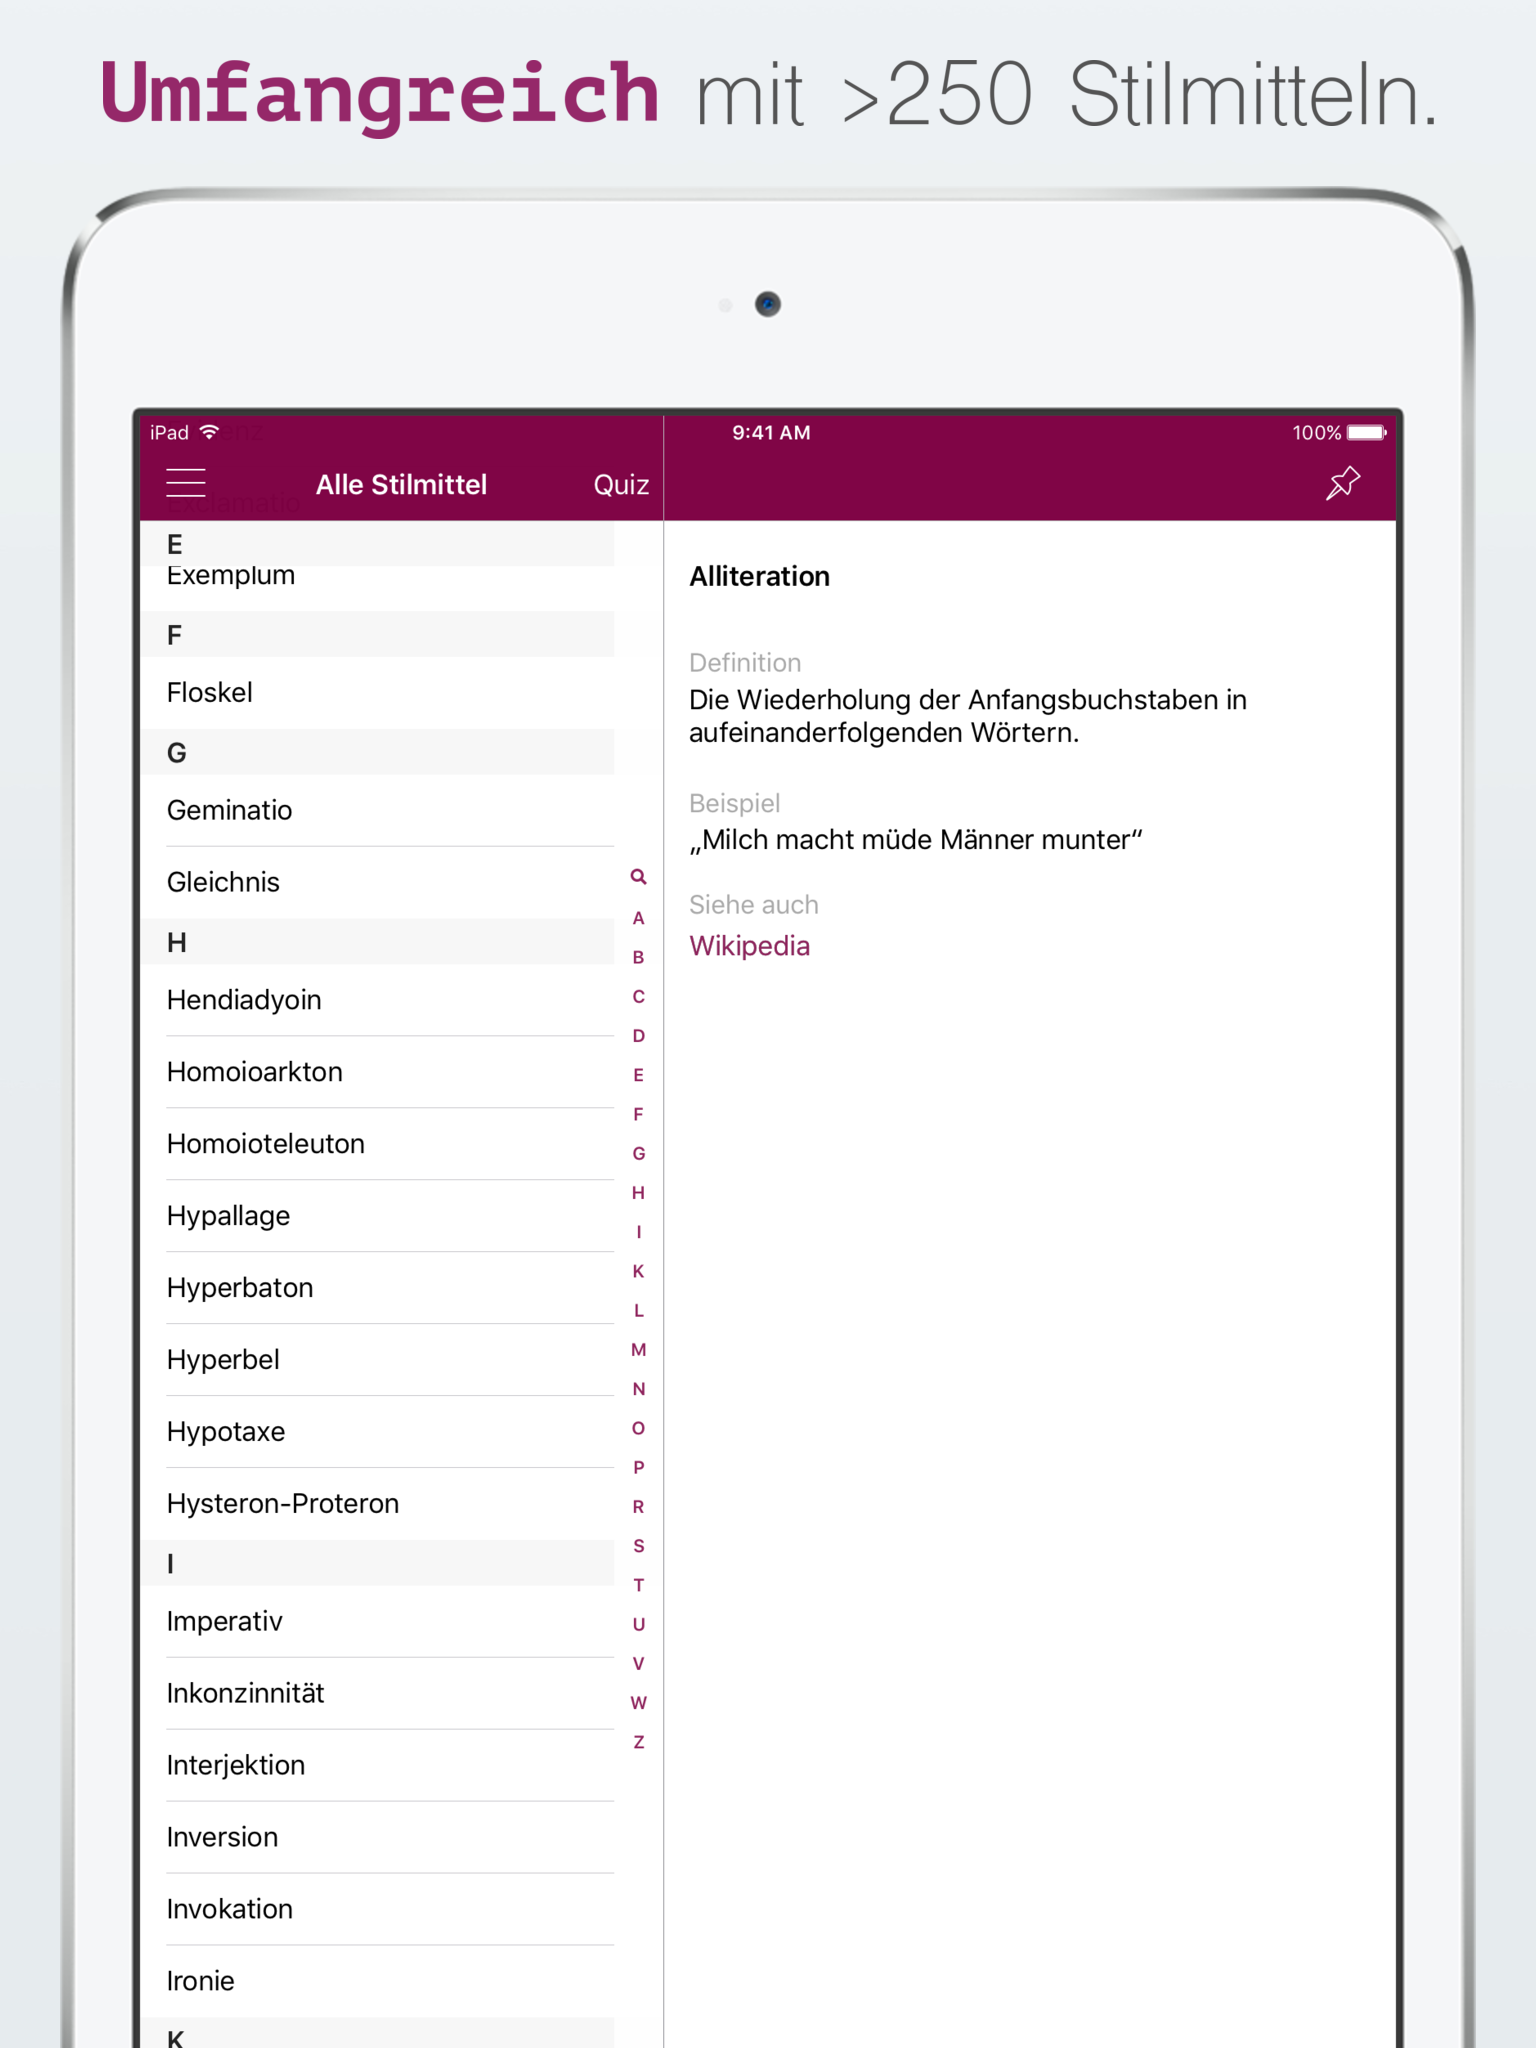 Umfangreich mit >250 Stilmitteln.
iPad
9:41 AM
100%
Alle Stilmittel
Quiz
Exclamatio
E
Exemplum
F
Floskel
G
Geminatio
Gleichnis
H
Hendiadyoin
Homoioarkton
Homoioteleuton
Hypallage
Hyperbaton
Hyperbel
Hypotaxe
Hysteron-Proteron
I
Imperativ
Inkonzinnität
Interjektion
Inversion
Invokation
Ironie
K
A
B
C
D
E
F
G
H
I
K
L
M
N
O
P
R
S
T
U
V
W
Z
Alliteration
Definition
Die Wiederholung der Anfangsbuchstaben in
aufeinanderfolgenden Wörtern.
Beispiel
„Milch macht müde Männer munter“
Siehe auch
Wikipedia